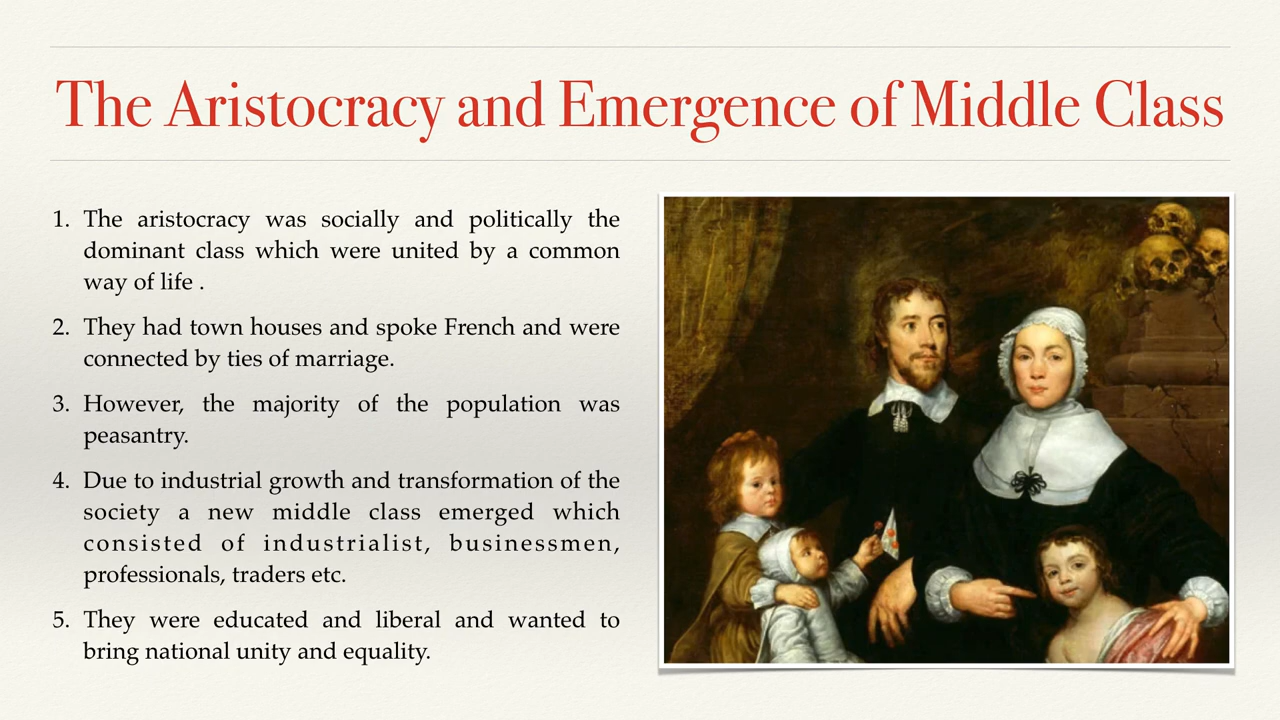 The Aristocracy and Emergence of Middle Class
1. The aristocracy was socially and politically the
dominant class which were united by a common
way of life .
2. They had town houses and spoke French and were
connected by ties of marriage.
3. However, the majority of the population was
peasantry.
4. Due to industrial growth and transformation of the
society a new middle class emerged which
consisted of industrialist, businessmen,
professionals, traders etc.
5. They were educated and liberal and wanted to
bring national unity and equality.